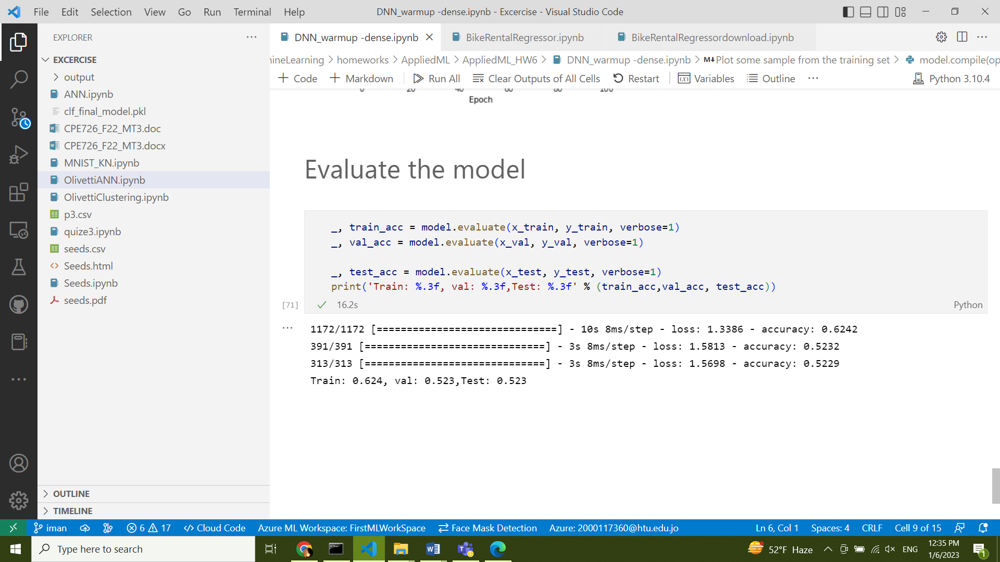 File Edit Selection View Go Run Terminal Help
DNN_warmup -dense.ipynb - Excercise - Visual Studio Code
EXPLORER
EXCERCISE
output
ANN.ipynb
clf_final_model.pkl
CPE726_F22_MT3.doc
CPE726_F22_MT3.docx
MNIST_KN.ipynb
OlivettiANN.ipynb
OlivettiClustering.ipynb
p3.csv
quize3.ipynb
seeds.csv
Seeds.html
Seeds.ipynb
seeds.pdf
OUTLINE
TIMELINE
DNN_warmup -dense.ipynb BikeRentalRegressor.ipynb BikeRentalRegressordownload.ipynb
hineLearning > homeworks > AppliedML > AppliedML_HW6 > DNN_warmup -dense.ipynb > M↓Plot some sample from the training set > model.compile(op
+ Code + Markdown Run All Clear Outputs of All Cells Restart Variables Outline ... Python 3.10.4
0 20 40 60 80 100
Epoch
Evaluate the model
_, train_acc = model.evaluate(x_train, y_train, verbose=1)
_, val_acc = model.evaluate(x_val, y_val, verbose=1)
_, test_acc = model.evaluate(x_test, y_test, verbose=1)
print('Train: %.3f, val: %.3f,Test: %.3f' % (train_acc,val_acc, test_acc))
[71] ✓ 16.2s Python
1172/1172 [==============================] - 10s 8ms/step - loss: 1.3386 - accuracy: 0.6242
391/391 [==============================] - 3s 8ms/step - loss: 1.5813 - accuracy: 0.5232
313/313 [==============================] - 3s 8ms/step - loss: 1.5698 - accuracy: 0.5229
Train: 0.624, val: 0.523,Test: 0.523
iman 6 17 Cloud Code Azure ML Workspace: FirstMLWorkSpace Face Mask Detection Azure: 2000117360@htu.edu.jo Ln 6, Col 1 Spaces: 4 CRLF Cell 9 of 15
Type here to search
52°F Haze ENG
12:35 PM
1/6/2023
1